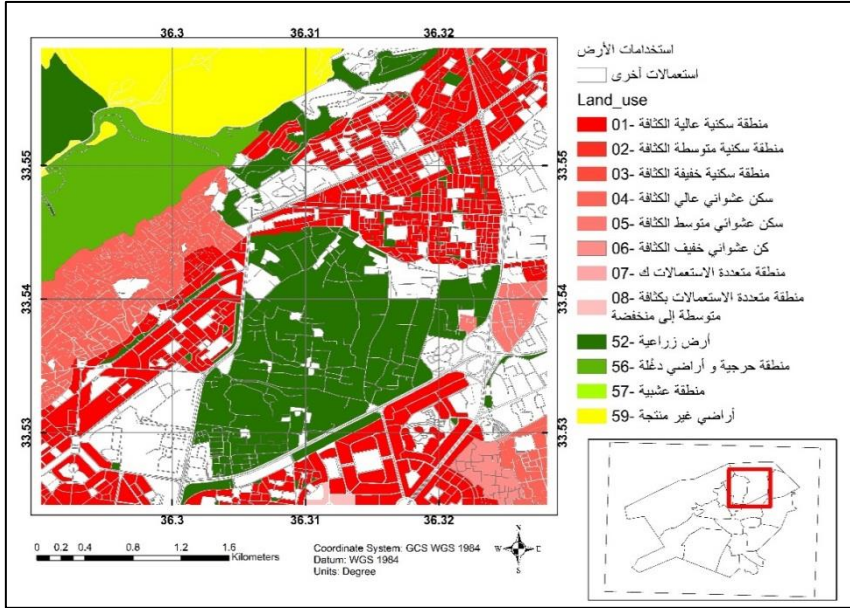 36.3 36.31 36.32
33.55 33.55
33.54 33.54
33.53 33.53
36.3 36.31 36.32
استخدامات الأرض
استعمالات أخرى
Land_use
01- منطقة سكنية عالية الكثافة
02- منطقة سكنية متوسطة الكثافة
03- منطقة سكنية خفيفة الكثافة
04- سكن عشوائي عالي الكثافة
05- سكن عشوائي متوسط الكثافة
06- كن عشوائي خفيف الكثافة
07- منطقة متعددة الاستعمالات ك
08- منطقة متعددة الاستعمالات بكثافة
متوسطة إلى منخفضة
52- أرض زراعية
56- منطقة حرجية و أراضي دغلة
57- منطقة عشبية
59- أراضي غير منتجة
0 0.2 0.4 0.8 1.2 1.6
Kilometers
Coordinate System: GCS WGS 1984
Datum: WGS 1984
Units: Degree
N
W E
S